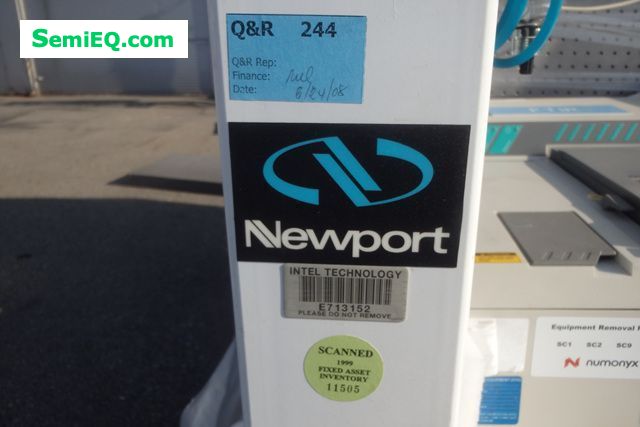 SemiEQ.com
Q&R 244
Q&R Rep:
Finance:
Date: 6/24/08
Newport
INTEL TECHNOLOGY
E713152
PLEASE DO NOT REMOVE
SCANNED
1999
FIXED ASSET
INVENTORY
11505
Equipment Removal
SC1 SC2 SC9
numonyx